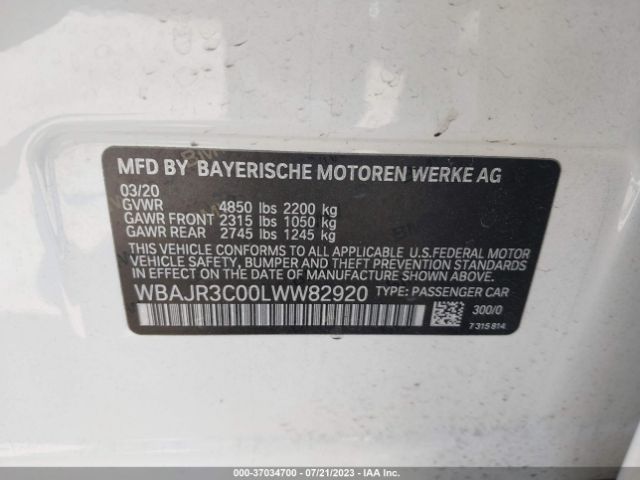 MFD BY BAYERISCHE MOTOREN WERKE AG
03/20
GVWR 4850 lbs 2200 kg
GAWR FRONT 2315 lbs 1050 kg
GAWR REAR 2745 lbs 1245 kg
THIS VEHICLE CONFORMS TO ALL APPLICABLE U.S.FEDERAL MOTOR
VEHICLE SAFETY, BUMPER AND THEFT PREVENTION STANDARDS
IN EFFECT ON THE DATE OF MANUFACTURE SHOWN ABOVE.
WBAJR3C00LWW82920 TYPE: PASSENGER CAR
300/0
7 315 814
000-37034700 - 07/21/2023 - IAA Inc.